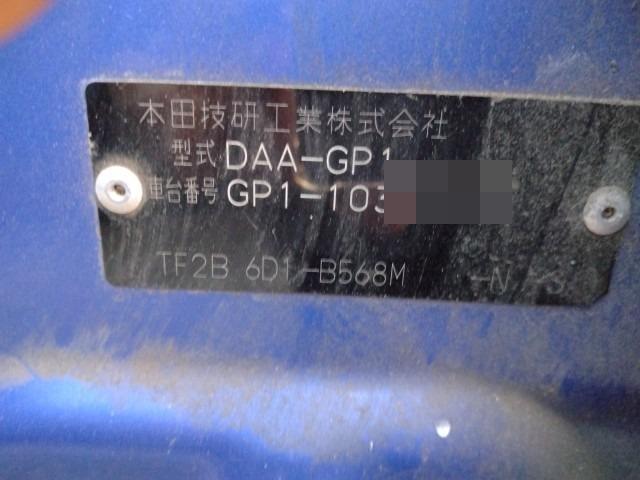 本田技研工業株式会社
型式 DAA-GP1
車台番号 GP1-103
TF2B 6D1-B568M -N